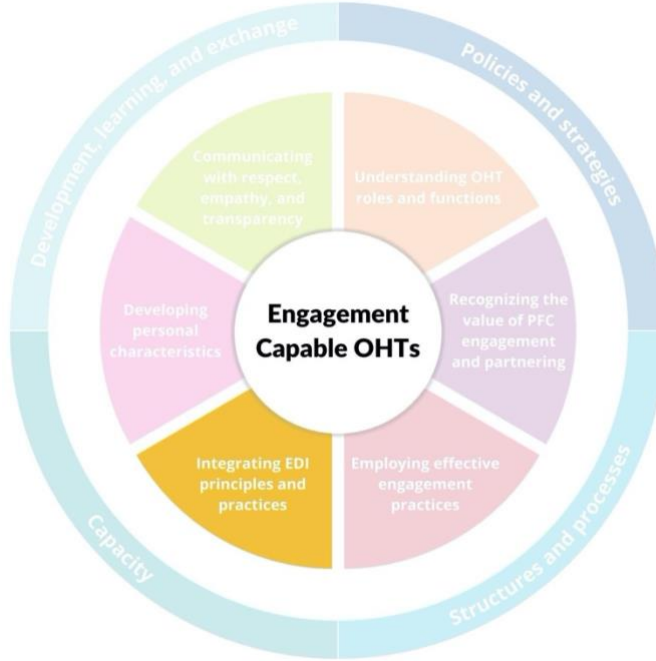 Development, learning, and exchange
Policies and strategies
Communicating
with respect,
empathy, and
transparency
Understanding OHT
roles and functions
Developing
personal
characteristics
Engagement
Capable OHTs
Recognizing the
value of PFC
engagement
and partnering
Integrating EDI
principles and
practices
Employing effective
engagement
practices
Capacity
Structures and processes